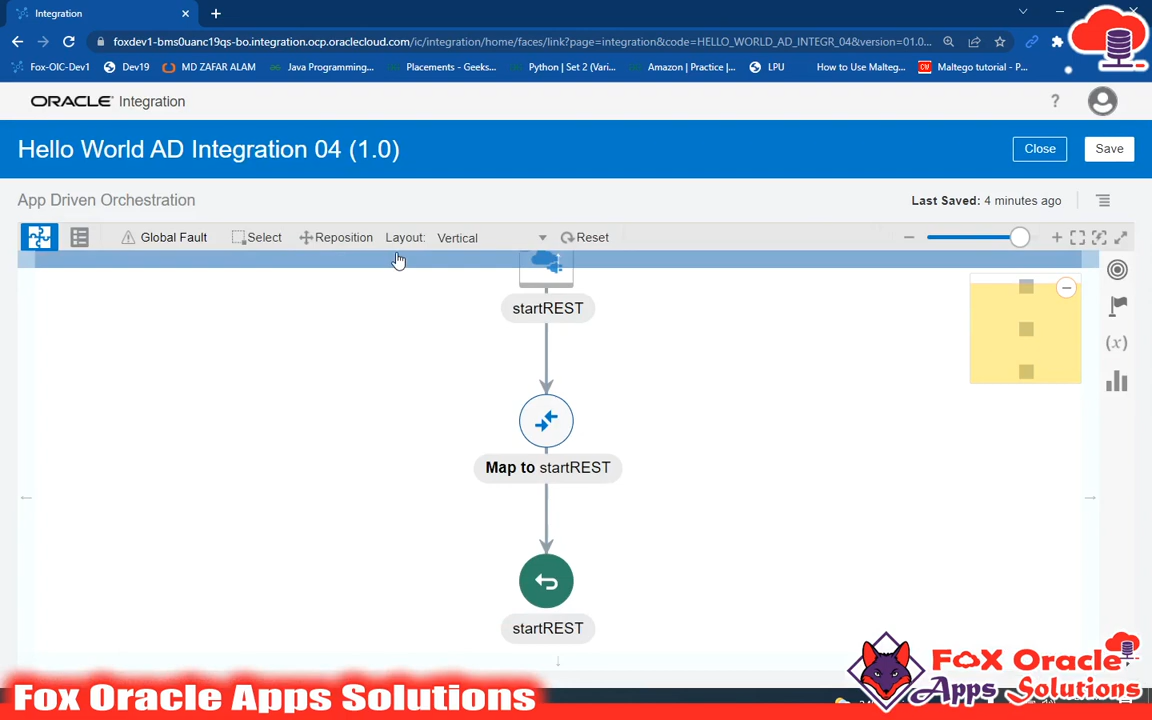 Integration
foxdev1-bms0uanc19qs-bo.integration.ocp.oraclecloud.com/ic/integration/home/faces/link?page=integration&code=HELLO_WORLD_AD_INTEGR_04&version=01.0...
Fox-OIC-Dev1 Dev19 MD ZAFAR ALAM Java Programming... Placements - Geeks... Python | Set 2 (Vari... Amazon | Practice |... LPU How to Use Malteg... CW Maltego tutorial - P...
ORACLE Integration ?
Hello World AD Integration 04 (1.0) Close Save
App Driven Orchestration Last Saved: 4 minutes ago
Global Fault Select Reposition Layout: Vertical Reset
startREST
(x)
Map to startREST
startREST
Fox Oracle
Apps Solutions
Fox Oracle Apps Solutions